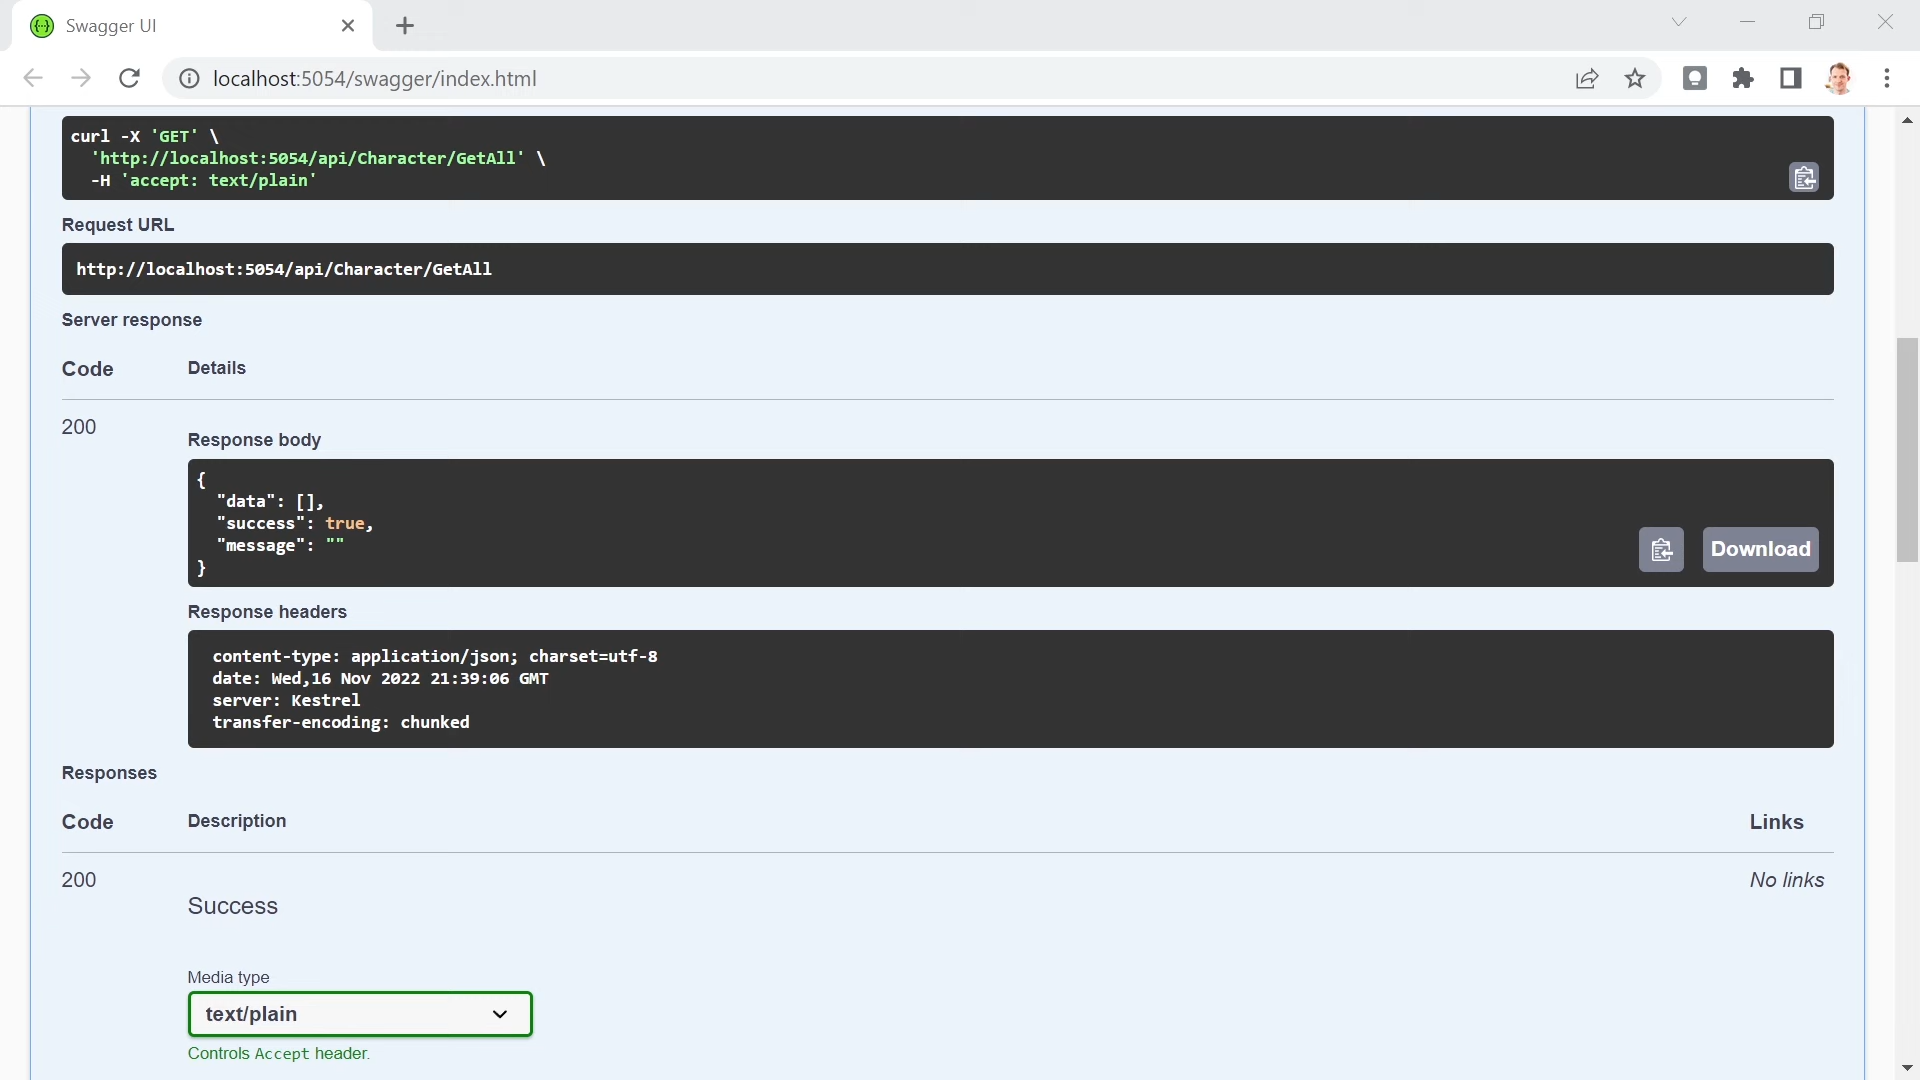 Swagger UI
localhost:5054/swagger/index.html
curl -X 'GET' \
'http://localhost:5054/api/Character/GetAll' \
-H 'accept: text/plain'
Request URL
http://localhost:5054/api/Character/GetAll
Server response
Code Details
200
Response body
{
"data": [],
"success": true,
"message": ""
}
Download
Response headers
content-type: application/json; charset=utf-8
date: Wed,16 Nov 2022 21:39:06 GMT
server: Kestrel
transfer-encoding: chunked
Responses
Code Description Links
200 No links
Success
Media type
text/plain
Controls Accept header.